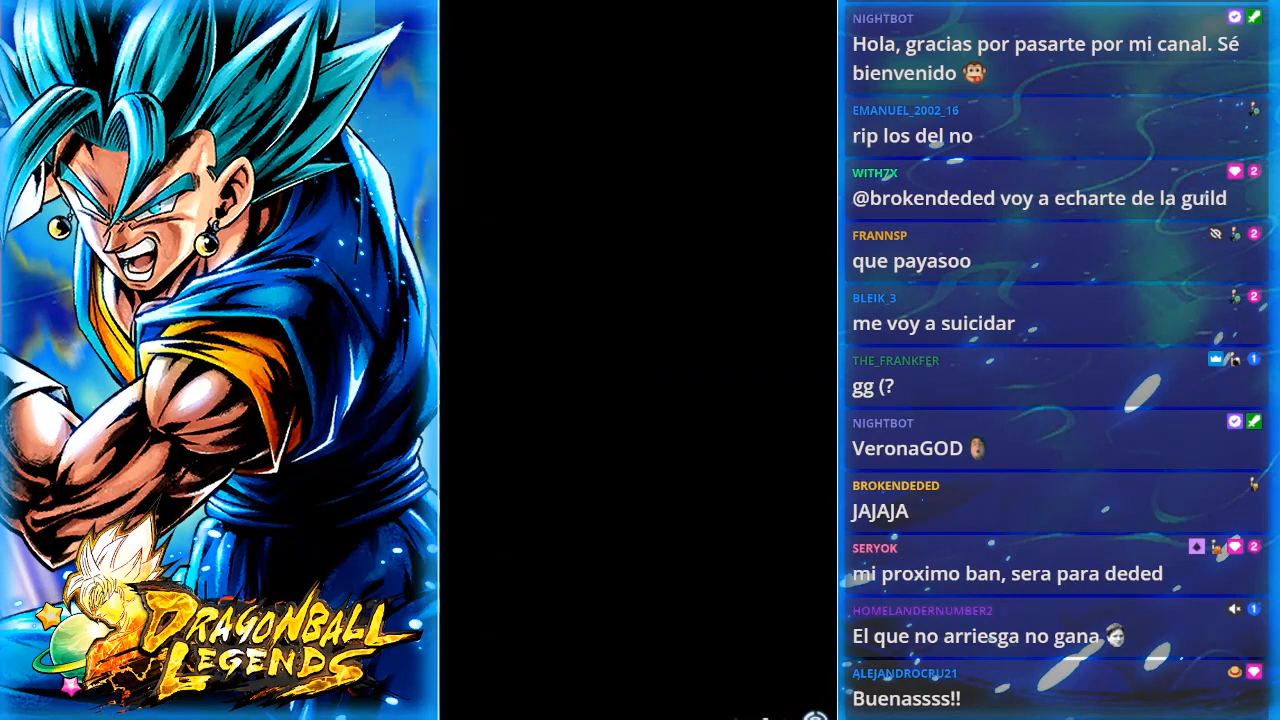 DRAGONBALL
LEGENDS
NIGHTBOT
Hola, gracias por pasarte por mi canal. Sé
bienvenido
EMANUEL_2002_16
rip los del no
WITH7X
@brokendeded voy a echarte de la guild
FRANNSP
que payasoo
BLEIK_3
me voy a suicidar
THE_FRANKFER
gg (?
NIGHTBOT
VeronaGOD
BROKENDEDED
JAJAJA
SERYOK
mi proximo ban, sera para deded
HOMELANDERNUMBER2
El que no arriesga no gana
ALEJANDROCRU21
Buenassss!!